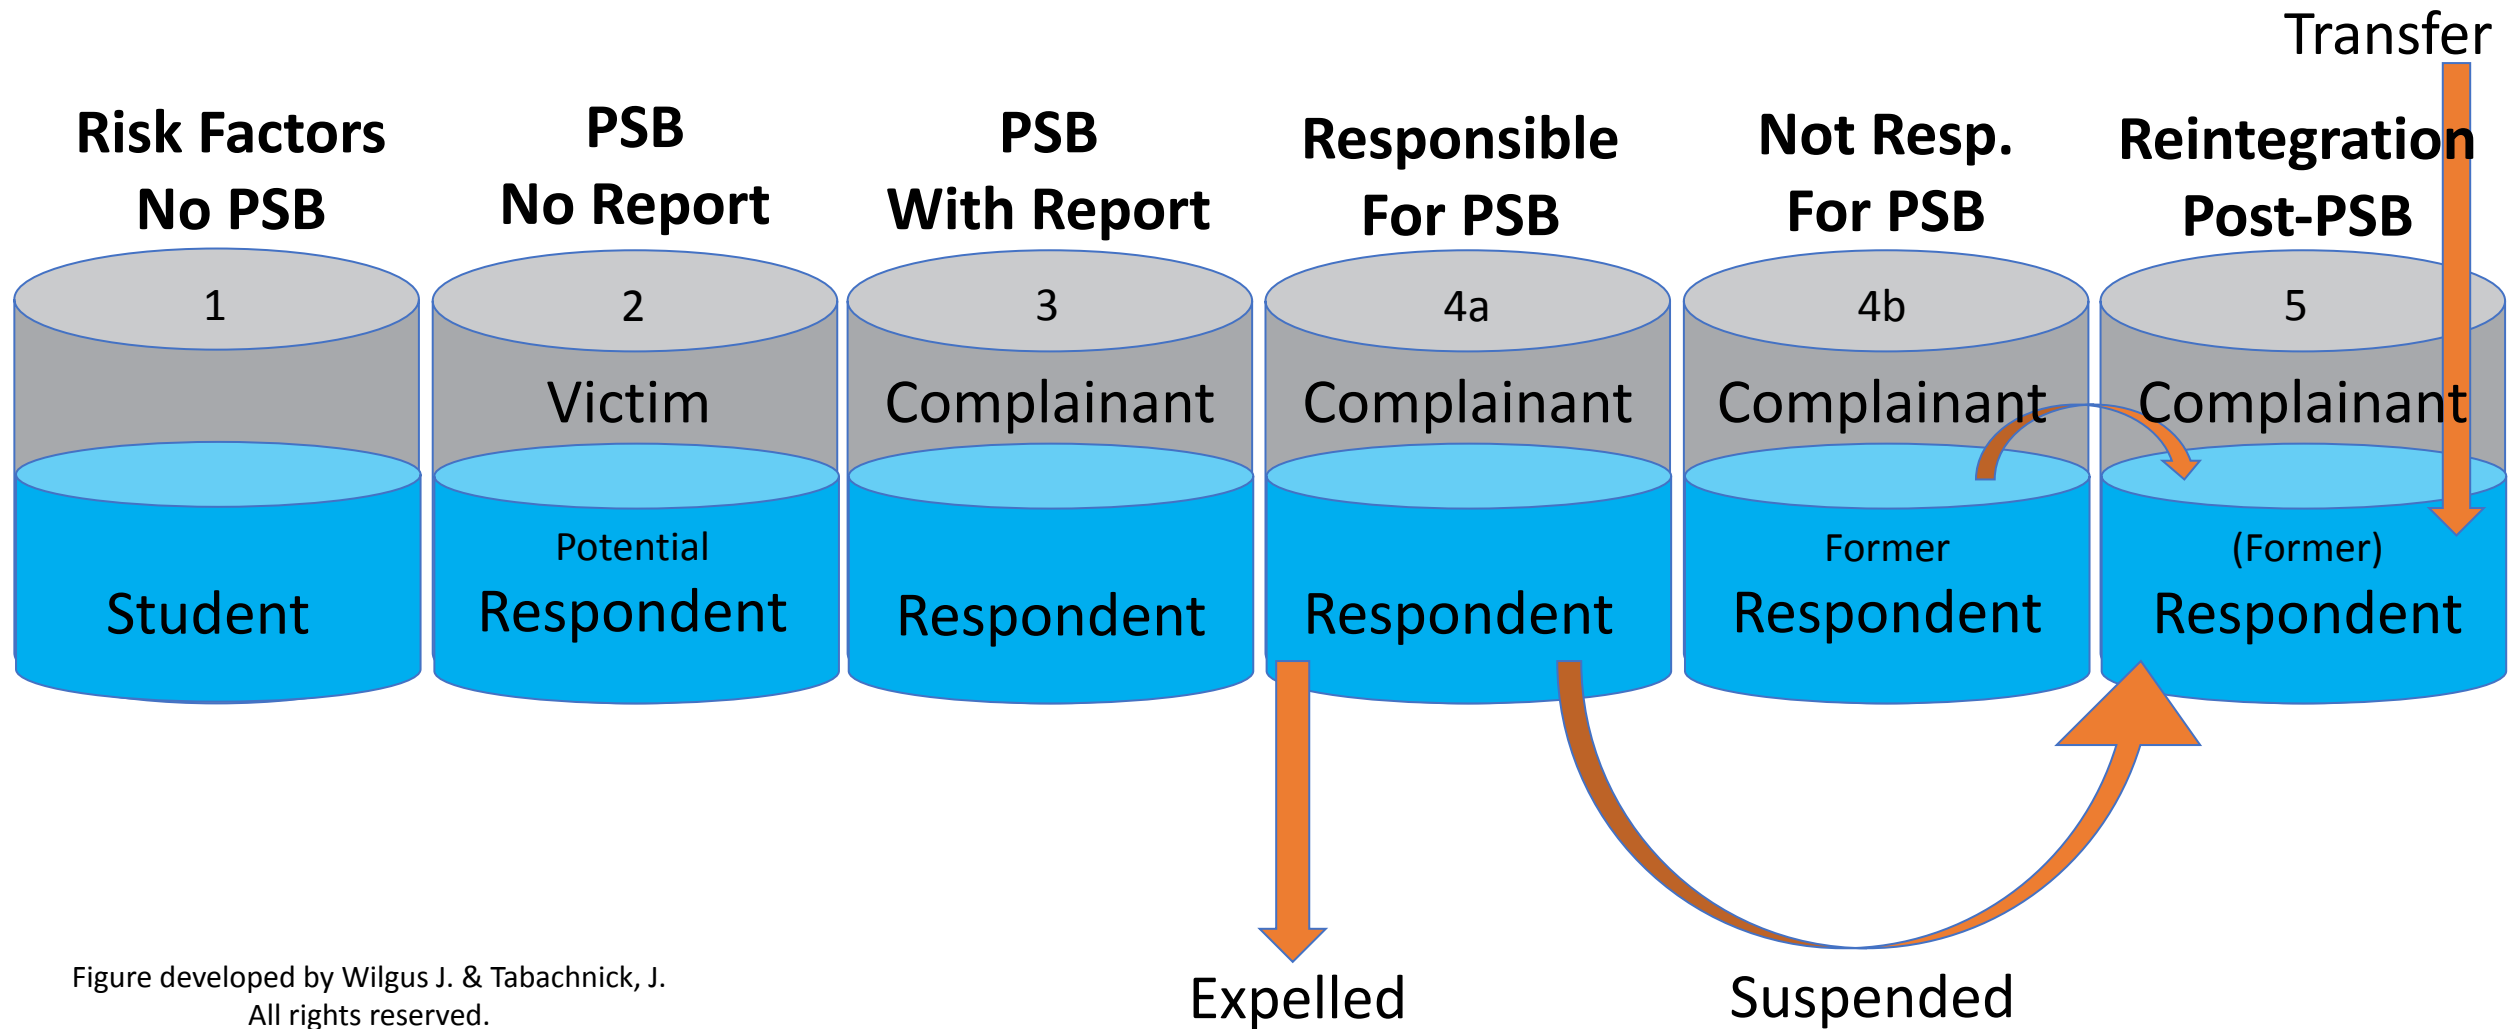 Transfer
Risk Factors
No PSB
PSB
No Report
PSB
With Report
Responsible
For PSB
Not Resp.
For PSB
Reintegration
Post-PSB
1
2
3
4a
4b
5
Victim
Complainant
Complainant
Complainant
Complainant
Student
Potential
Respondent
Respondent
Respondent
Former
Respondent
(Former)
Respondent
Expelled
Suspended
Figure developed by Wilgus J. & Tabachnick, J.
All rights reserved.